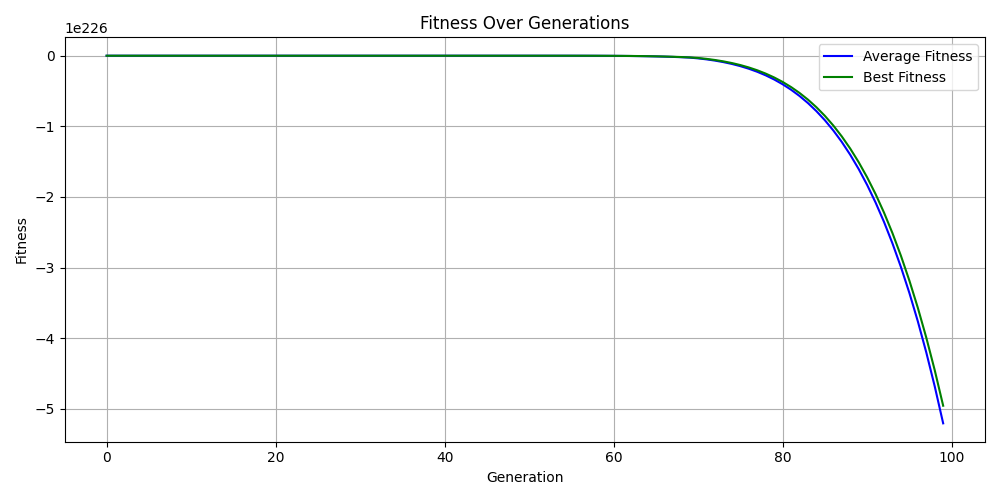 Fitness Over Generations
1e226
Average Fitness
Best Fitness
0
−1
−2
−3
−4
−5
Fitness
0 20 40 60 80 100
Generation